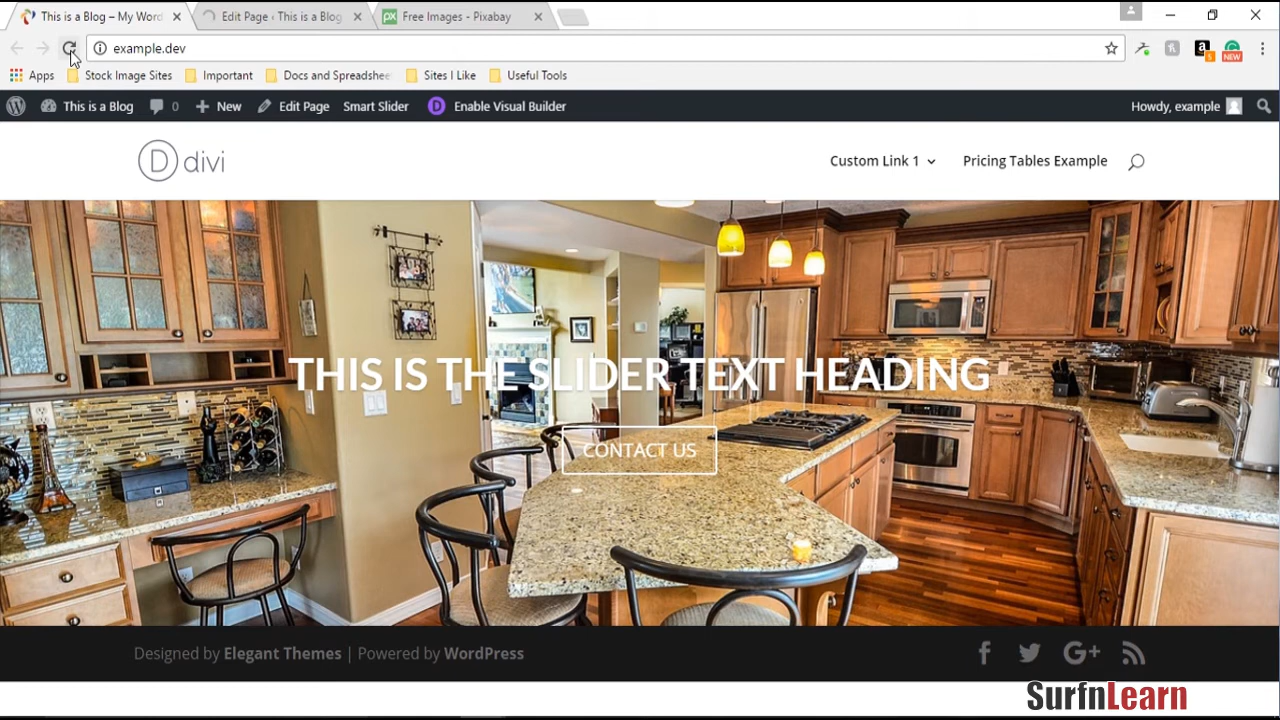 This is a Blog – My Word
Edit Page ‹ This is a Blog
px Free Images - Pixabay
example.dev
a
5
NEW
Apps
Stock Image Sites
Important
Docs and Spreadshee
Sites I Like
Useful Tools
This is a Blog
0
New
Edit Page
Smart Slider
D Enable Visual Builder
Howdy, example
D divi
Custom Link 1
Pricing Tables Example
THIS IS THE SLIDER TEXT HEADING
CONTACT US
Designed by Elegant Themes | Powered by WordPress
SurfnLearn